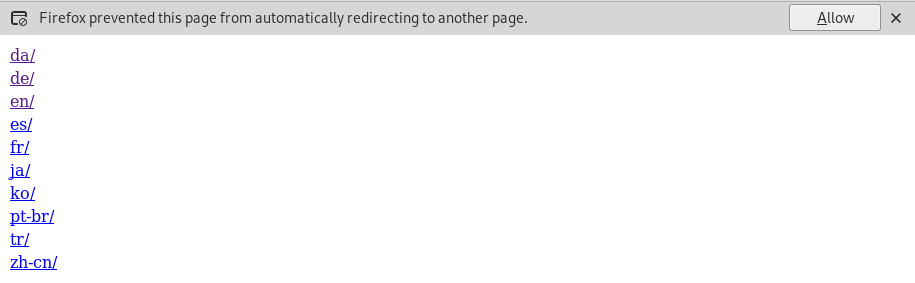 Firefox prevented this page from automatically redirecting to another page. Allow
da/
de/
en/
es/
fr/
ja/
ko/
pt-br/
tr/
zh-cn/